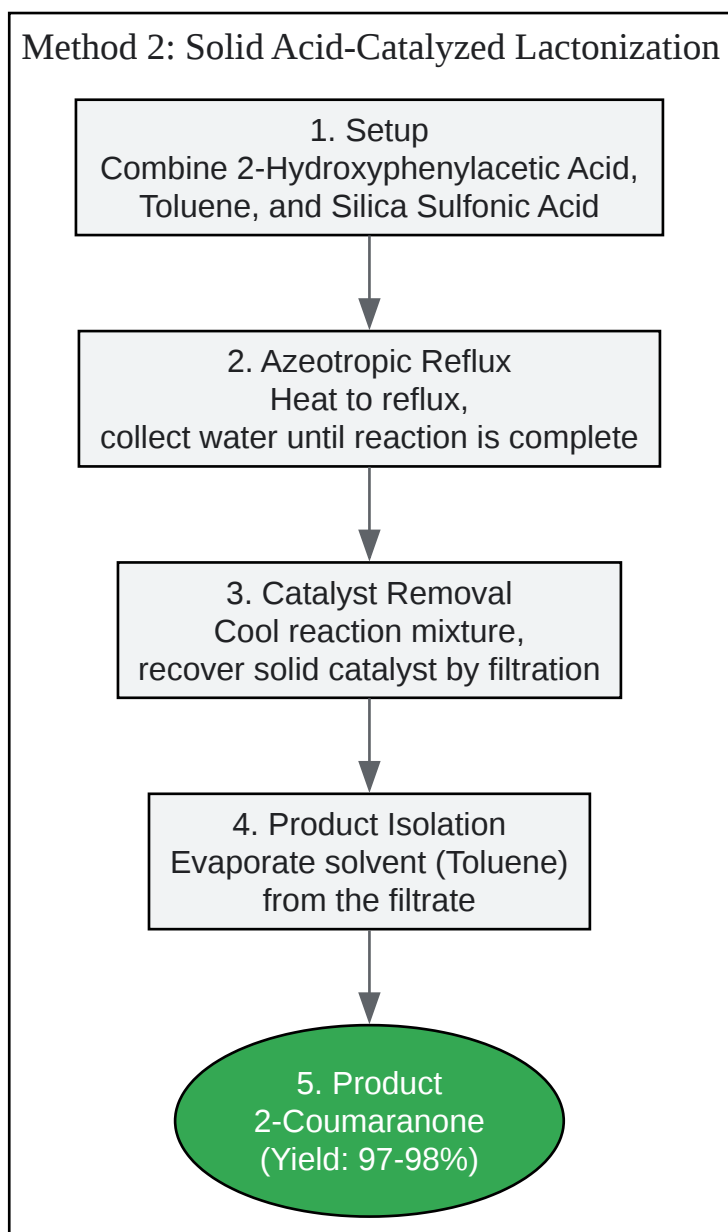 Method 2: Solid Acid-Catalyzed Lactonization
1. Setup
Combine 2-Hydroxyphenylacetic Acid,
Toluene, and Silica Sulfonic Acid
2. Azeotropic Reflux
Heat to reflux,
collect water until reaction is complete
3. Catalyst Removal
Cool reaction mixture,
recover solid catalyst by filtration
4. Product Isolation
Evaporate solvent (Toluene)
from the filtrate
5. Product
2-Coumaranone
(Yield: 97-98%)